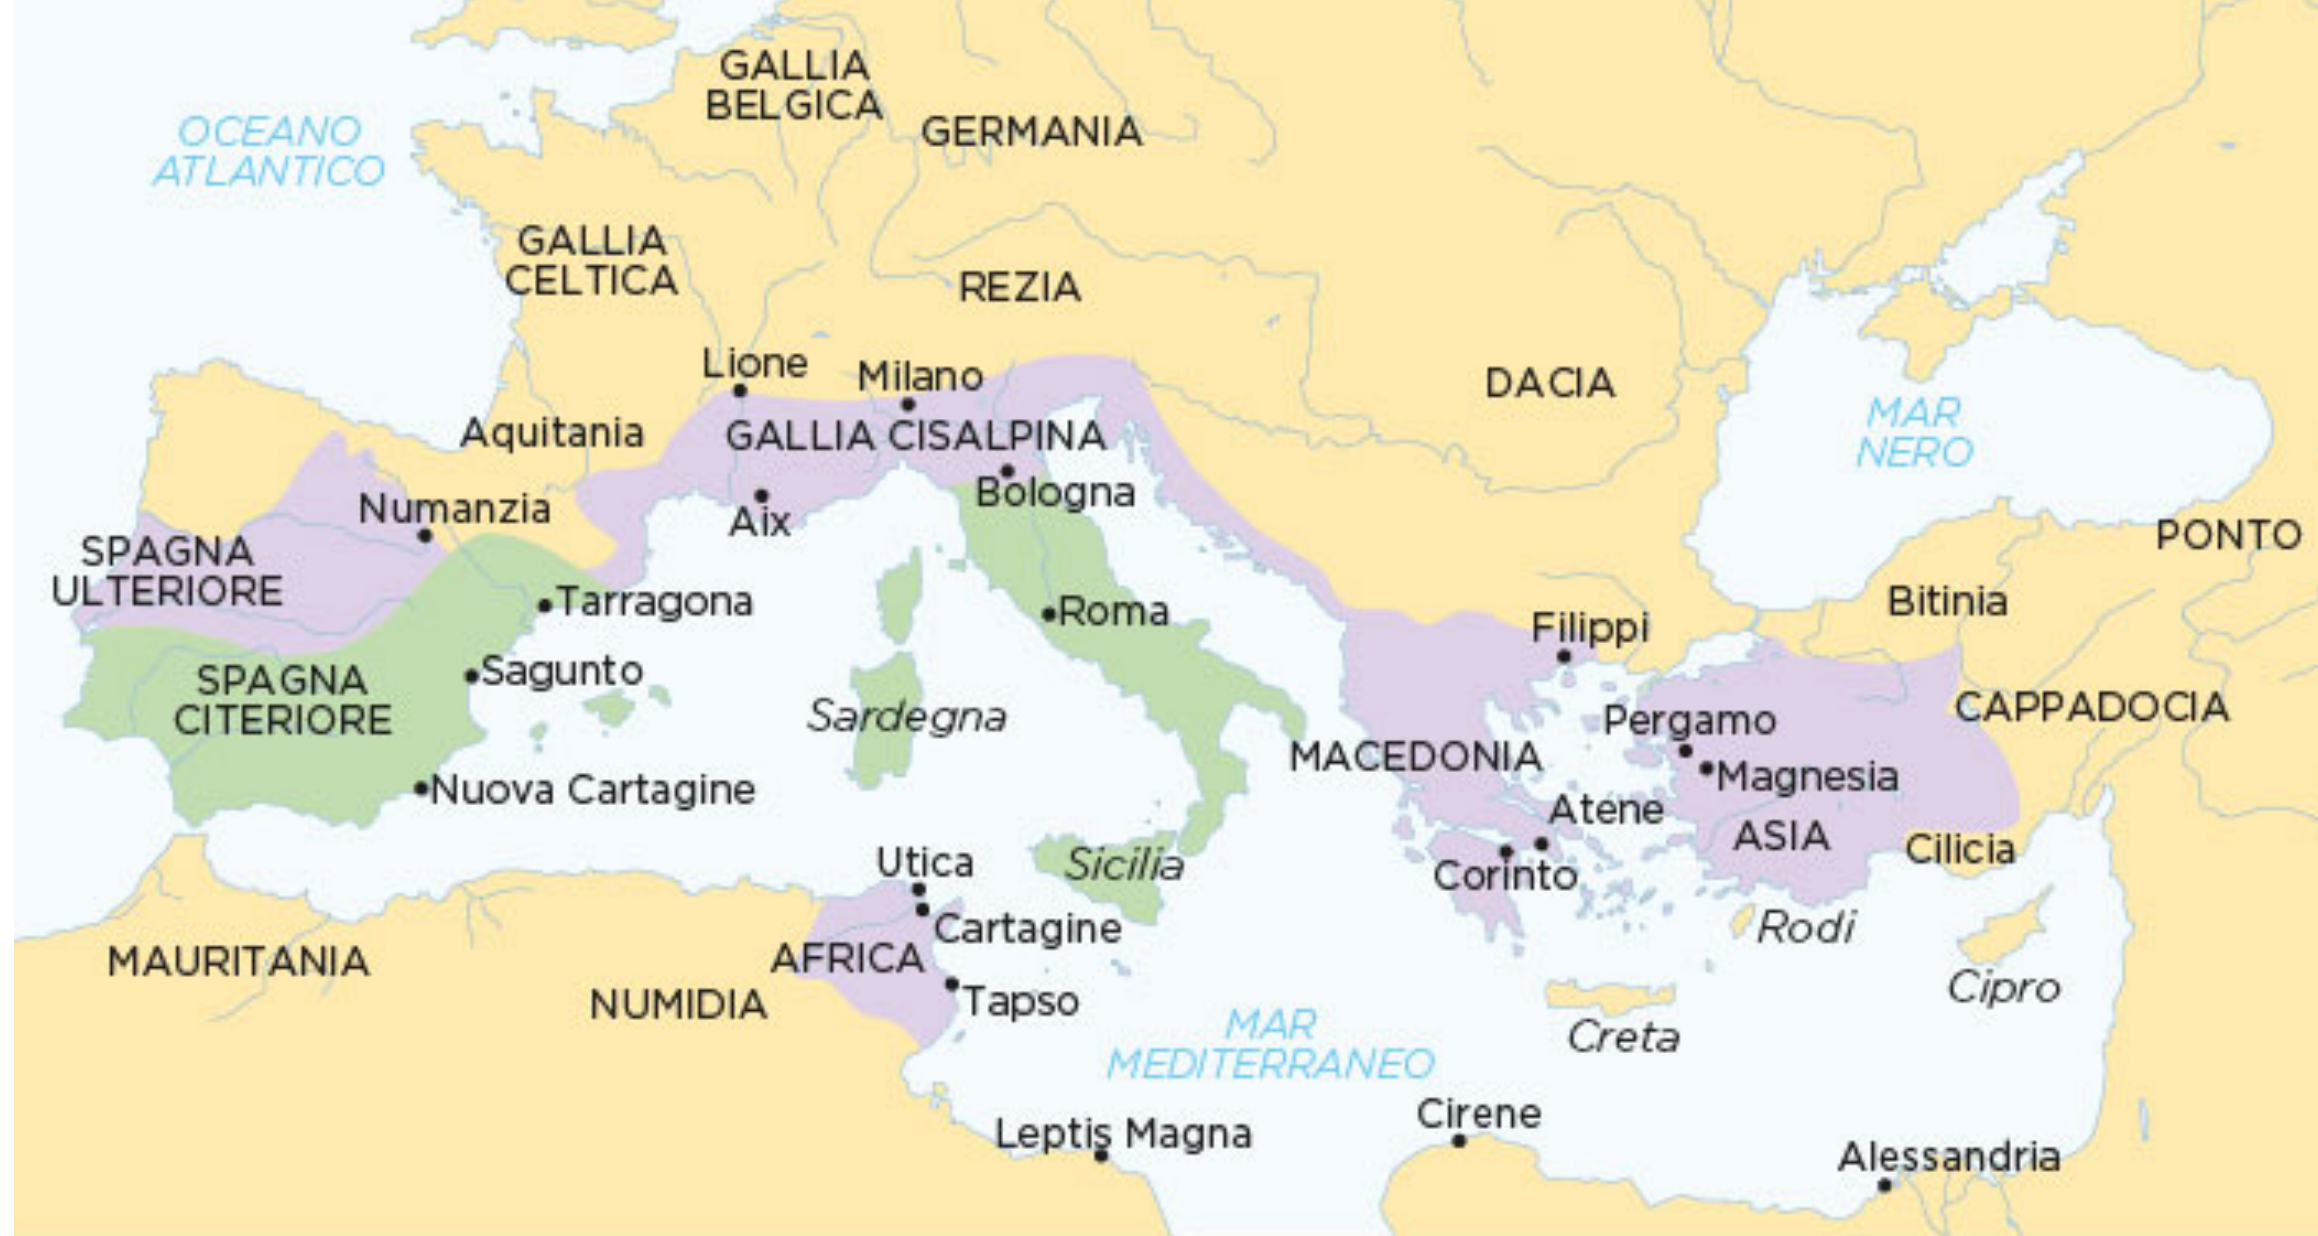 GALLIA
BELGICA
OCEANO
ATLANTICO
GERMANIA
GALLIA
CELTICA
REZIA
Lione
Milano
DACIA
MAR
NERO
Aquitania
GALLIA CISALPINA
Bologna
Numanzia
Aix
SPAGNA
ULTERIORE
PONTO
Tarragona
Roma
Filippi
Bitinia
Sagunto
SPAGNA
CITERIORE
Sardegna
Pergamo
CAPPADOCIA
MACEDONIA
Magnesia
Nuova Cartagine
Atene
ASIA
Cilicia
Utica
Sicilia
Corinto
Cartagine
Rodi
MAURITANIA
AFRICA
Cipro
NUMIDIA
Tapso
MAR
MEDITERRANEO
Creta
Leptis Magna
Cirene
Alessandria